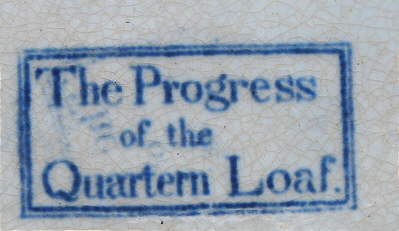 The Progress
of the
Quartern Loaf.